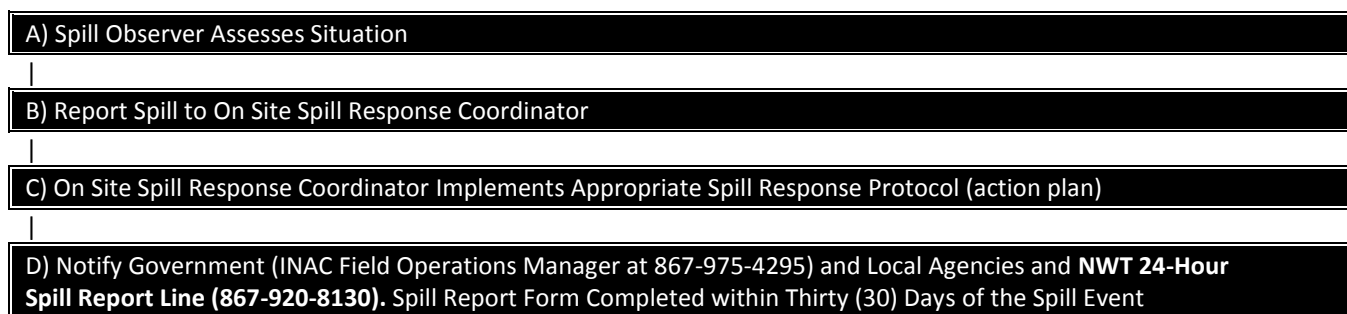 A) Spill Observer Assesses Situation
|
B) Report Spill to On Site Spill Response Coordinator
|
C) On Site Spill Response Coordinator Implements Appropriate Spill Response Protocol (action plan)
|
D) Notify Government (INAC Field Operations Manager at 867-975-4295) and Local Agencies and NWT 24-Hour
Spill Report Line (867-920-8130). Spill Report Form Completed within Thirty (30) Days of the Spill Event